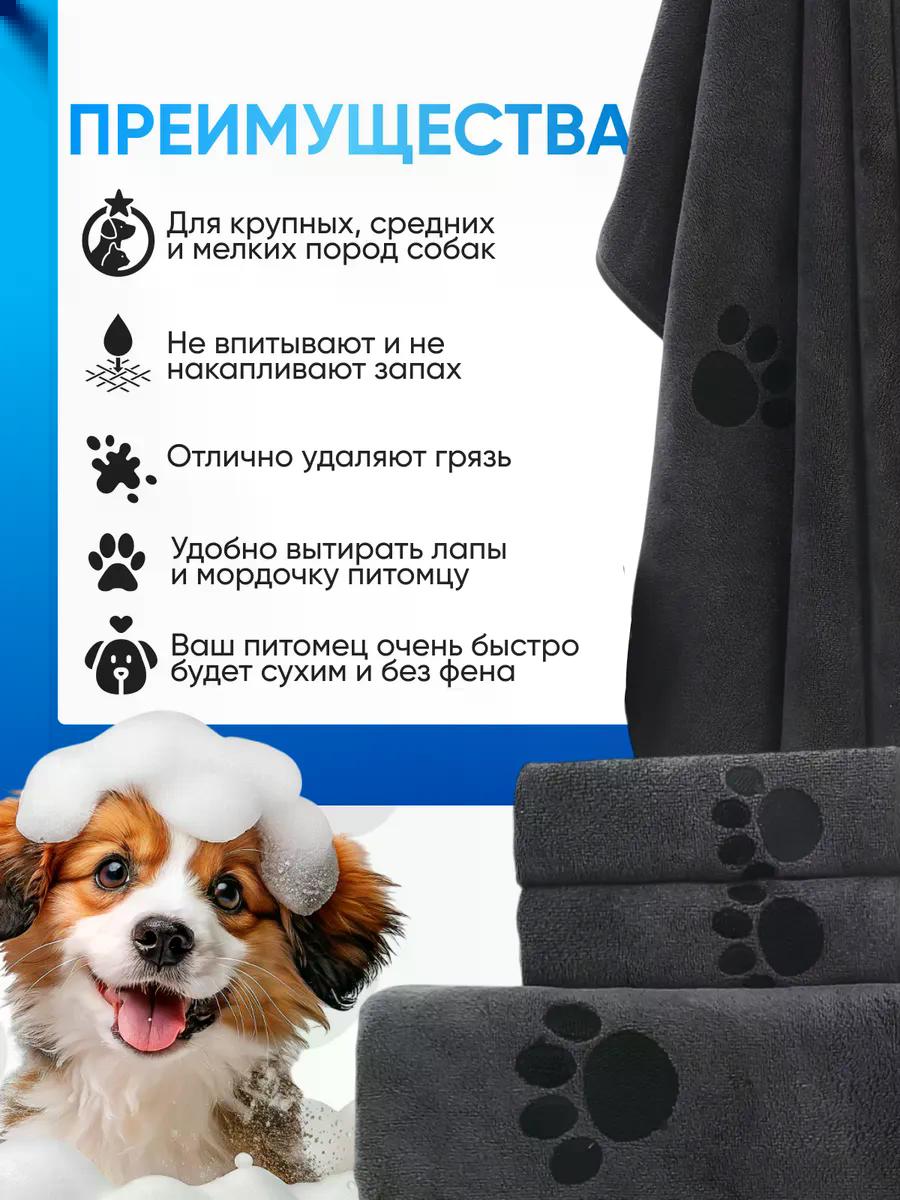 ПРЕИМУЩЕСТВА
Для крупных, средних
и мелких пород собак
Не впитывают и не
накапливают запах
Отлично удаляют грязь
Удобно вытирать лапы
и мордочку питомцу
Ваш питомец очень быстро
будет сухим и без фена